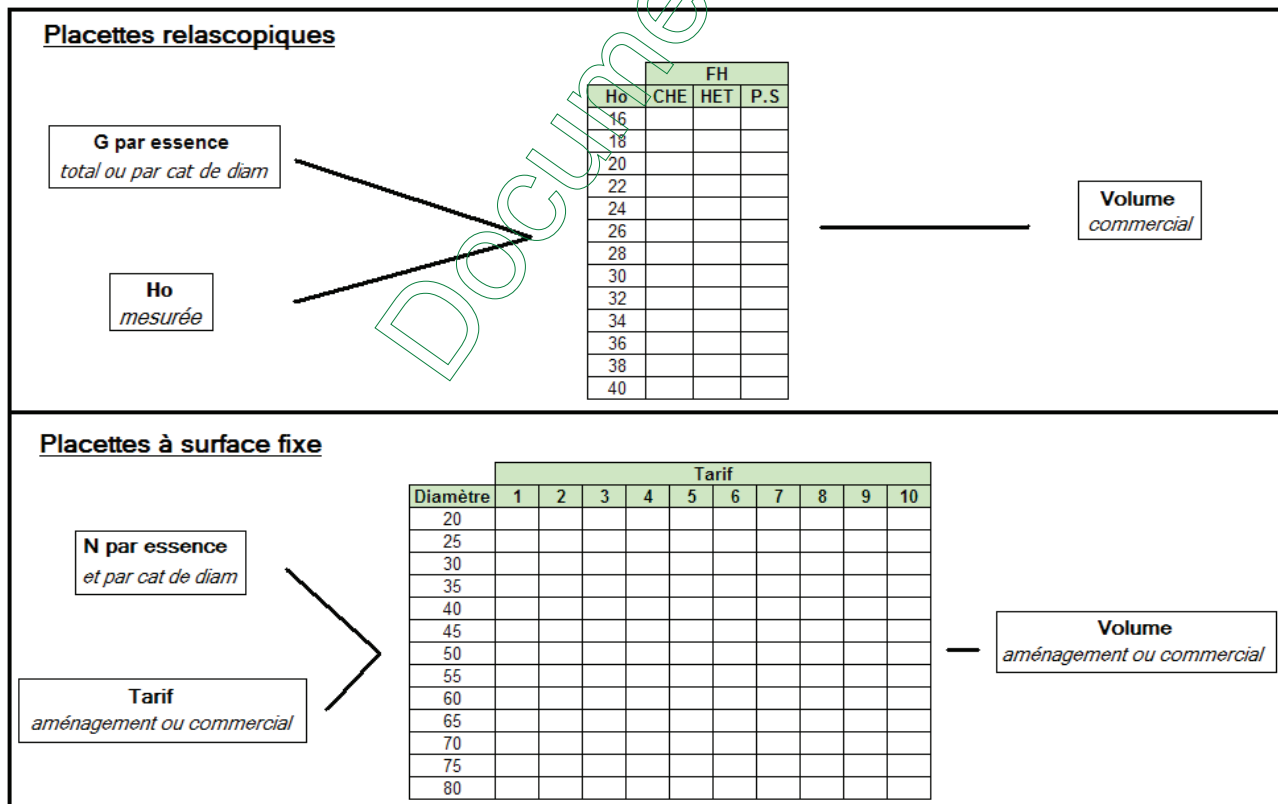 Placettes relascopiques
FH
Ho CHE HET P.S
16
18
20
22
24
26
28
30
32
34
36
38
40
G par essence
total ou par cat de diam
Ho
mesurée
Volume
commercial
Docume
Placettes à surface fixe
Tarif
Diamètre 1 2 3 4 5 6 7 8 9 10
20
25
30
35
40
45
50
55
60
65
70
75
80
N par essence
et par cat de diam
Tarif
aménagement ou commercial
Volume
aménagement ou commercial